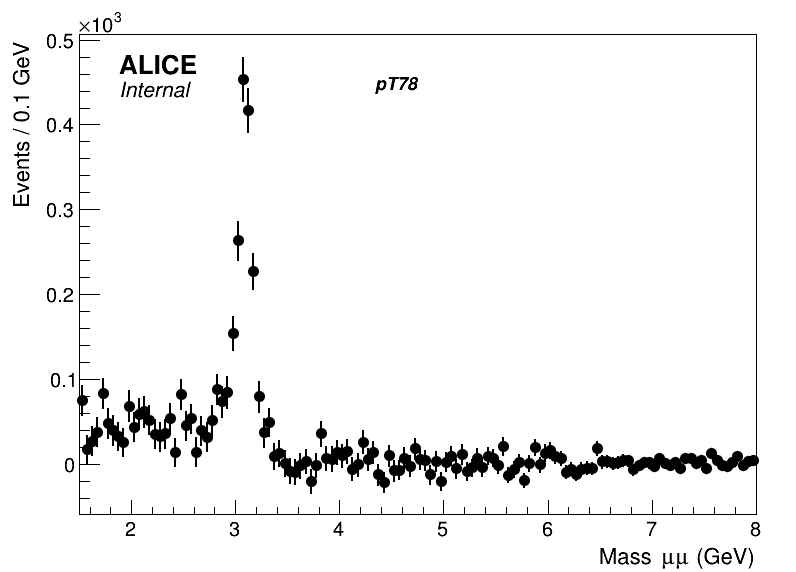 ×10³
Events / 0.1 GeV
0.5
0.4
0.3
0.2
0.1
0
ALICE
Internal
pT78
2 3 4 5 6 7 8
Mass μμ (GeV)